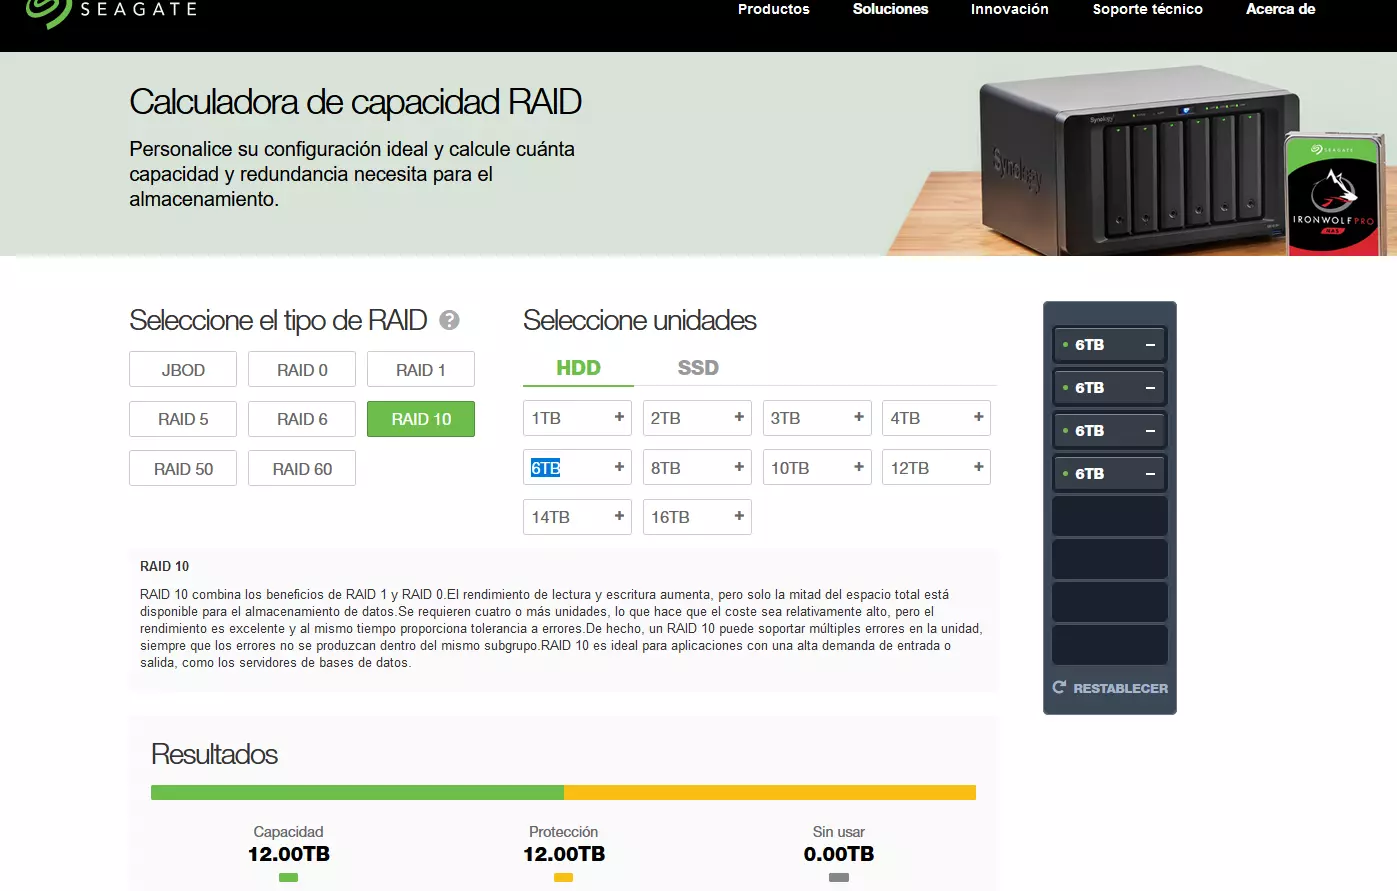 SEAGATE
Productos
Soluciones
Innovación
Soporte técnico
Acerca de
Calculadora de capacidad RAID
Personalice su configuración ideal y calcule cuánta
capacidad y redundancia necesita para el
almacenamiento.
Synology
Synology
SEAGATE
IRONWOLF PRO
NAS
Seleccione el tipo de RAID ?
JBOD
RAID 0
RAID 1
RAID 5
RAID 6
RAID 10
RAID 50
RAID 60
Seleccione unidades
HDD
SSD
1TB +
2TB +
3TB +
4TB +
6TB +
8TB +
10TB +
12TB +
14TB +
16TB +
6TB –
6TB –
6TB –
6TB –
RESTABLECER
RAID 10
RAID 10 combina los beneficios de RAID 1 y RAID 0.El rendimiento de lectura y escritura aumenta, pero solo la mitad del espacio total está
disponible para el almacenamiento de datos.Se requieren cuatro o más unidades, lo que hace que el coste sea relativamente alto, pero el
rendimiento es excelente y al mismo tiempo proporciona tolerancia a errores.De hecho, un RAID 10 puede soportar múltiples errores en la unidad,
siempre que los errores no se produzcan dentro del mismo subgrupo.RAID 10 es ideal para aplicaciones con una alta demanda de entrada o
salida, como los servidores de bases de datos.
Resultados
Capacidad
12.00TB
Protección
12.00TB
Sin usar
0.00TB